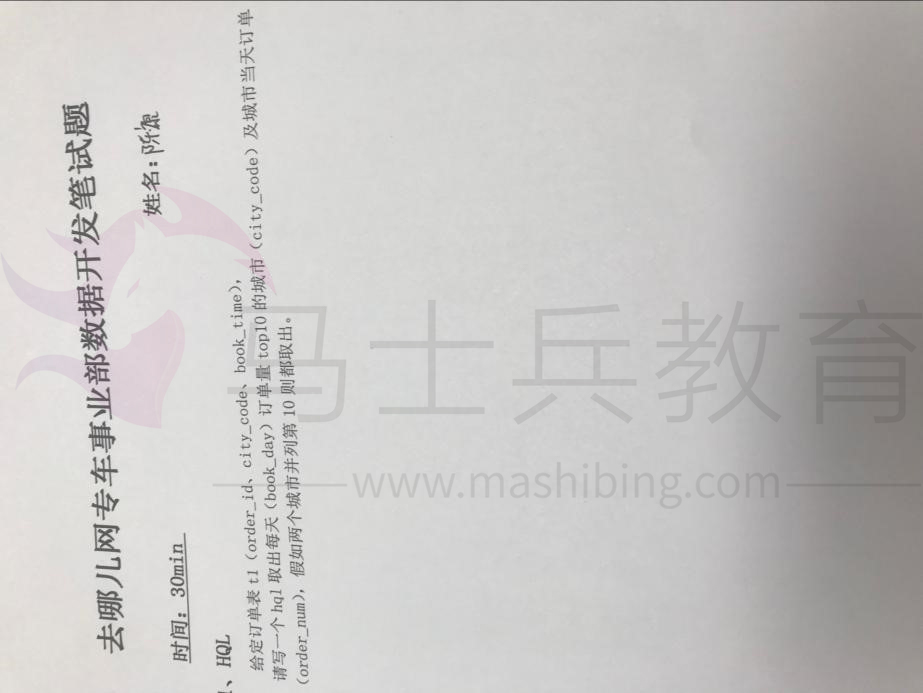 去哪儿网专车事业部数据开发笔试题
时间：30min
姓名：陈
、HQL
给定订单表 t1（order_id、city_code、book_time），
请写一个 hql 取出每天（book_day）订单量 top10 的城市（city_code）及城市当天订单
（order_num），假如两个城市并列第 10 则都取出。
马士兵教育
www.mashibing.com